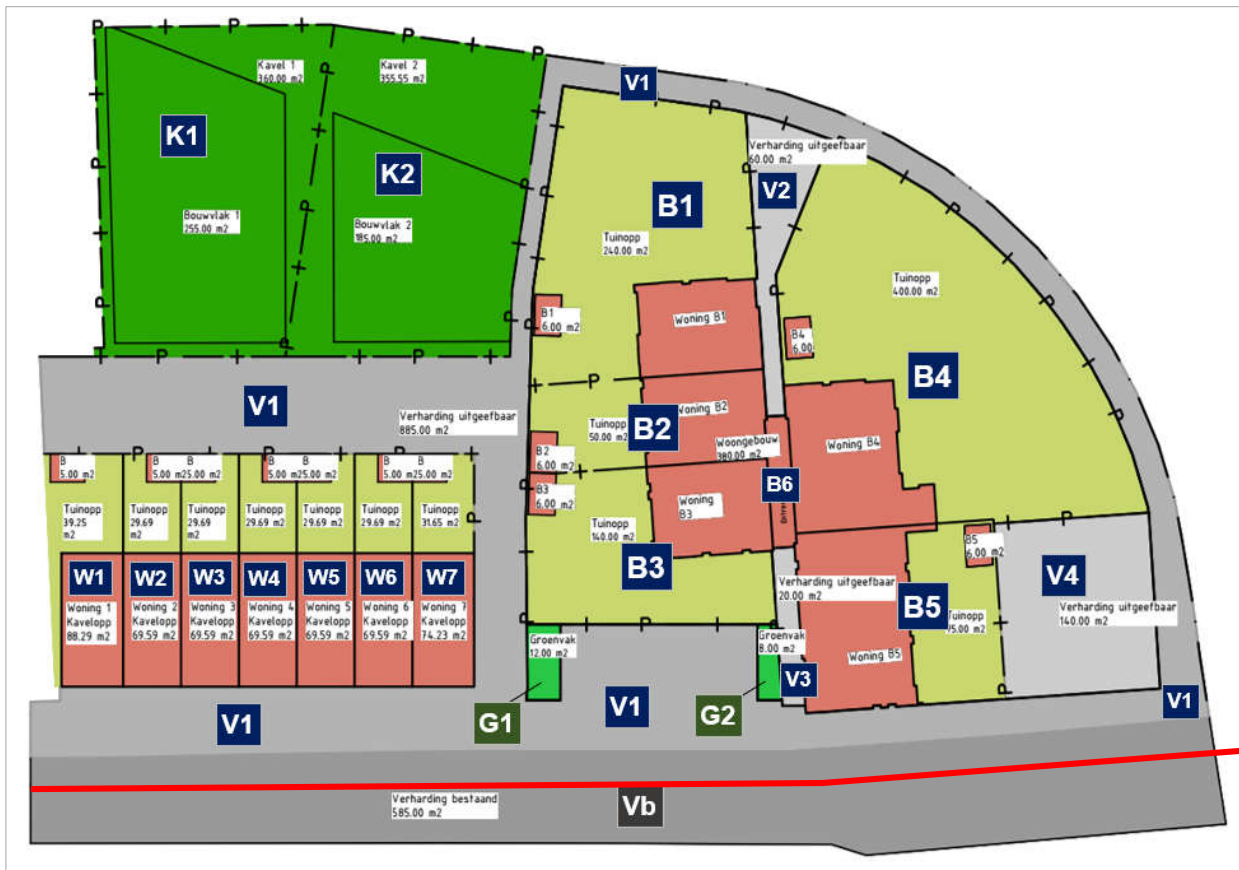 Kavel 1
360.00 m2
Kavel 2
355.55 m2
K1
K2
Bouwvlak 1
255.00 m2
Bouwvlak 2
185.00 m2
V1
Verharding uitgeefbaar
60.00 m2
V2
B1
Tuinopp
240.00 m2
Tuinopp
400.00 m2
B1
6.00 m2
Woning B1
B4
6.00
B4
V1
Verharding uitgeefbaar
885.00 m2
Tuinopp
50.00 m2
B2
Woning B2
Woongebouw
380.00 m2
Woning B4
B2
6.00 m2
B3
6.00 m2
B6
Woning
B3
B
5.00 m2
B
5.00 m2
B
25.00 m2
B
5.00 m2
B
25.00 m2
B
5.00 m2
B
25.00 m2
Tuinopp
39.25
m2
Tuinopp
29.69
m2
Tuinopp
29.69
m2
Tuinopp
29.69 m2
Tuinopp
29.69 m2
Tuinopp
29.69 m2
Tuinopp
31.65 m2
Tuinopp
140.00 m2
B3
B5
6.00 m2
W1
W2
W3
W4
W5
W6
W7
Woning 1
Kavelopp
88.29 m2
Woning 2
Kavelopp
69.59 m2
Woning 3
Kavelopp
69.59 m2
Woning 4
Kavelopp
69.59 m2
Woning 5
Kavelopp
69.59 m2
Woning 6
Kavelopp
69.59 m2
Woning 7
Kavelopp
74.23 m2
Verharding uitgeefbaar
20.00 m2
B5
Tuinopp
75.00 m2
V4
Verharding uitgeefbaar
140.00 m2
Groenvak
12.00 m2
Groenvak
8.00 m2
Woning B5
V3
G1
G2
V1
V1
V1
Verharding bestaand
585.00 m2
Vb